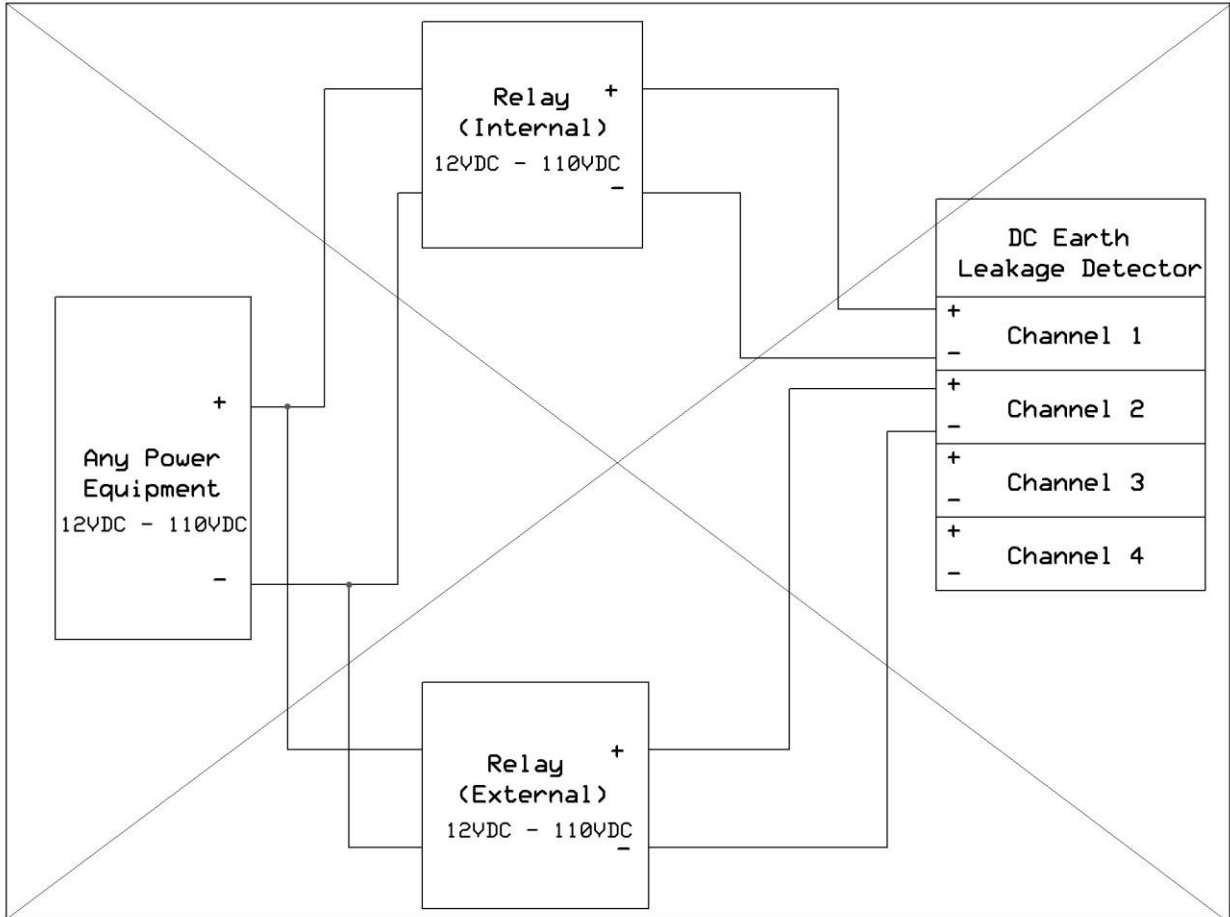 Relay +
(Internal)
12VDC - 110VDC
-
DC Earth
Leakage Detector
+
Channel 1
-
+
Channel 2
-
+
Channel 3
-
+
Channel 4
-
+
Any Power
Equipment
12VDC - 110VDC
-
Relay +
(External)
12VDC - 110VDC
-